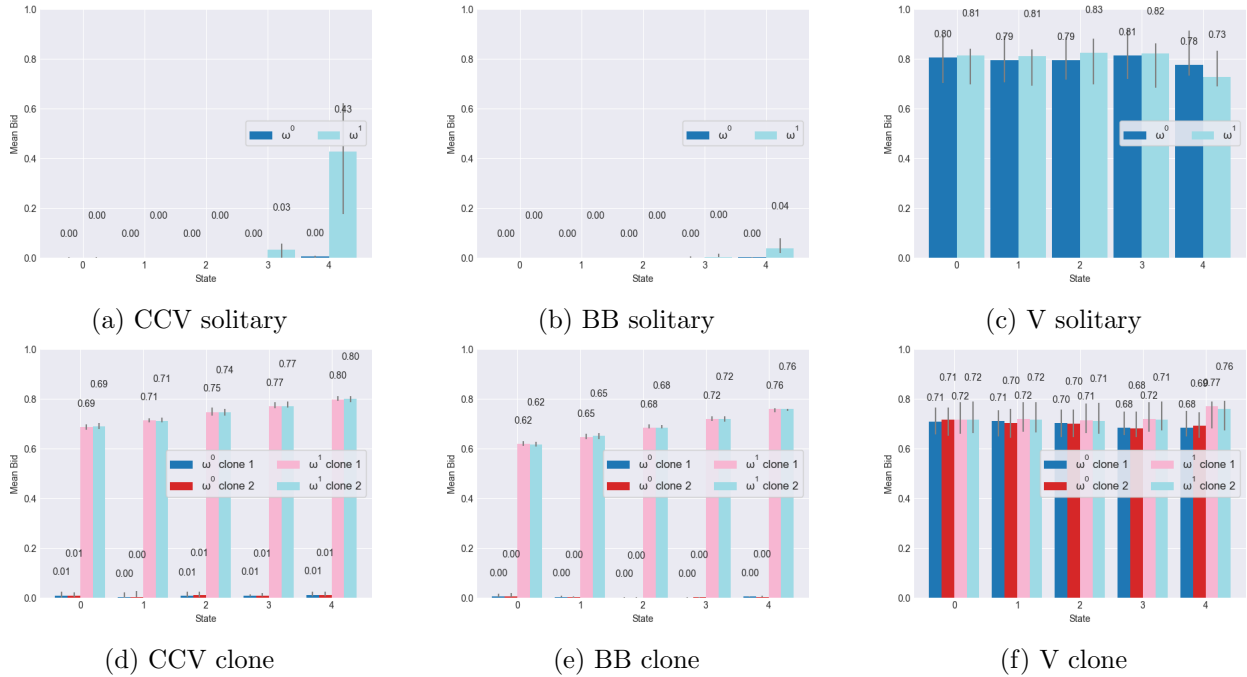 Mean Bid
1.0
0.8
0.6
0.4
0.2
0.0
0.00 0.00 0.00 0.00 0.00 0.00 0.00 0.03 0.00 0.43
ω⁰ ω¹
0 1 2 3 4
State
(a) CCV solitary
Mean Bid
1.0
0.8
0.6
0.4
0.2
0.0
0.00 0.00 0.00 0.00 0.00 0.00 0.00 0.00 0.00 0.04
ω⁰ ω¹
0 1 2 3 4
State
(b) BB solitary
Mean Bid
1.0
0.8
0.6
0.4
0.2
0.0
0.80 0.81 0.79 0.81 0.79 0.83 0.81 0.82 0.78 0.73
ω⁰ ω¹
0 1 2 3 4
State
(c) V solitary
Mean Bid
1.0
0.8
0.6
0.4
0.2
0.0
0.01 0.01 0.69 0.69 0.00 0.00 0.71 0.71 0.01 0.01 0.75 0.74 0.01 0.01 0.77 0.77 0.01 0.01 0.80 0.80
ω⁰ clone 1 ω¹ clone 1
ω⁰ clone 2 ω¹ clone 2
0 1 2 3 4
State
(d) CCV clone
Mean Bid
1.0
0.8
0.6
0.4
0.2
0.0
0.00 0.00 0.62 0.62 0.00 0.00 0.65 0.65 0.00 0.00 0.68 0.68 0.00 0.00 0.72 0.72 0.00 0.00 0.76 0.76
ω⁰ clone 1 ω¹ clone 1
ω⁰ clone 2 ω¹ clone 2
0 1 2 3 4
State
(e) BB clone
Mean Bid
1.0
0.8
0.6
0.4
0.2
0.0
0.71 0.71 0.72 0.72 0.71 0.70 0.72 0.72 0.70 0.70 0.71 0.71 0.68 0.68 0.72 0.71 0.68 0.69 0.77 0.76
ω⁰ clone 1 ω¹ clone 1
ω⁰ clone 2 ω¹ clone 2
0 1 2 3 4
State
(f) V clone